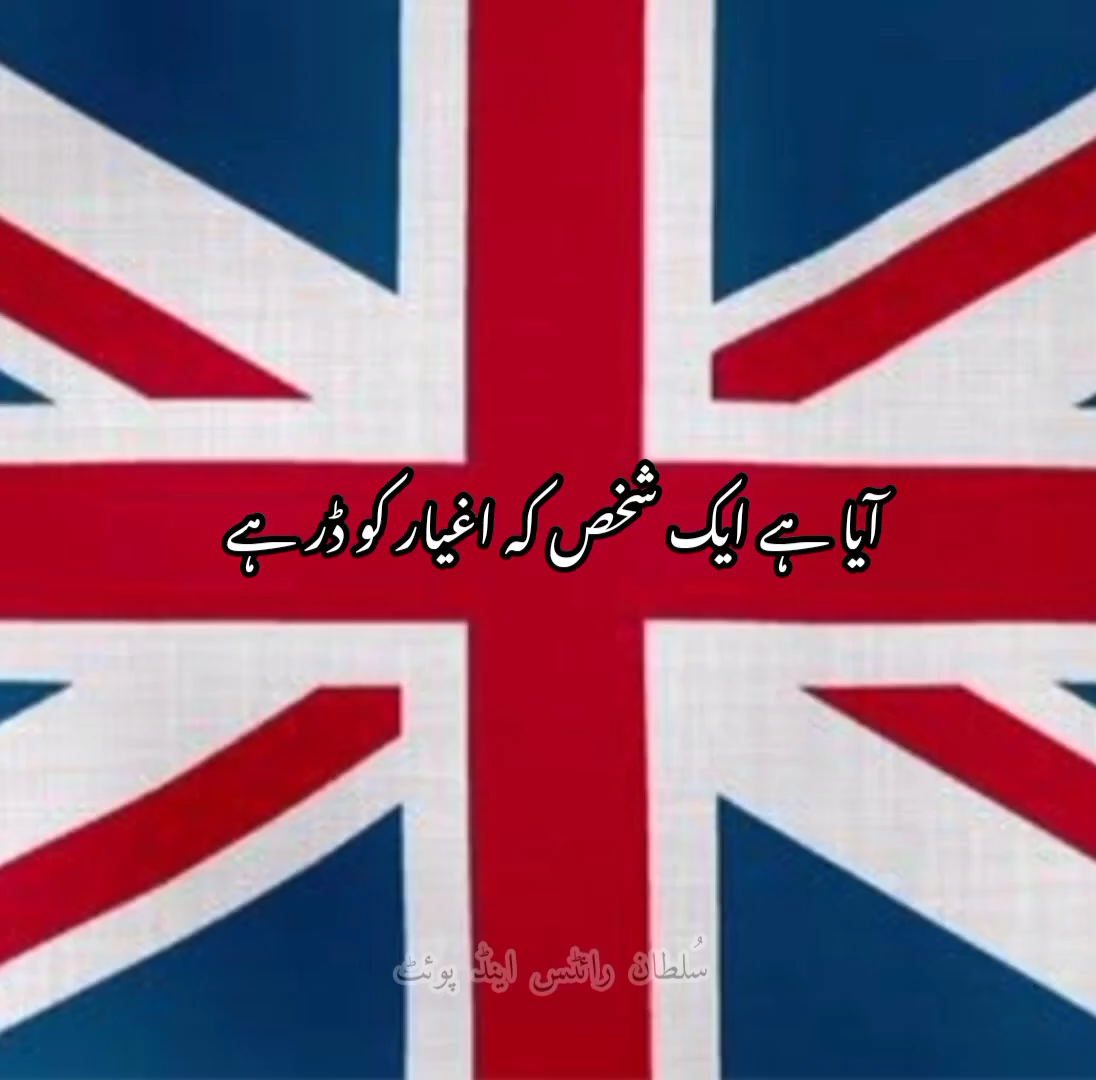 آیا ہے ایک شخص کہ اغیار کو ڈر ہے
سُلطان رائٹس اینڈ پوئٹ